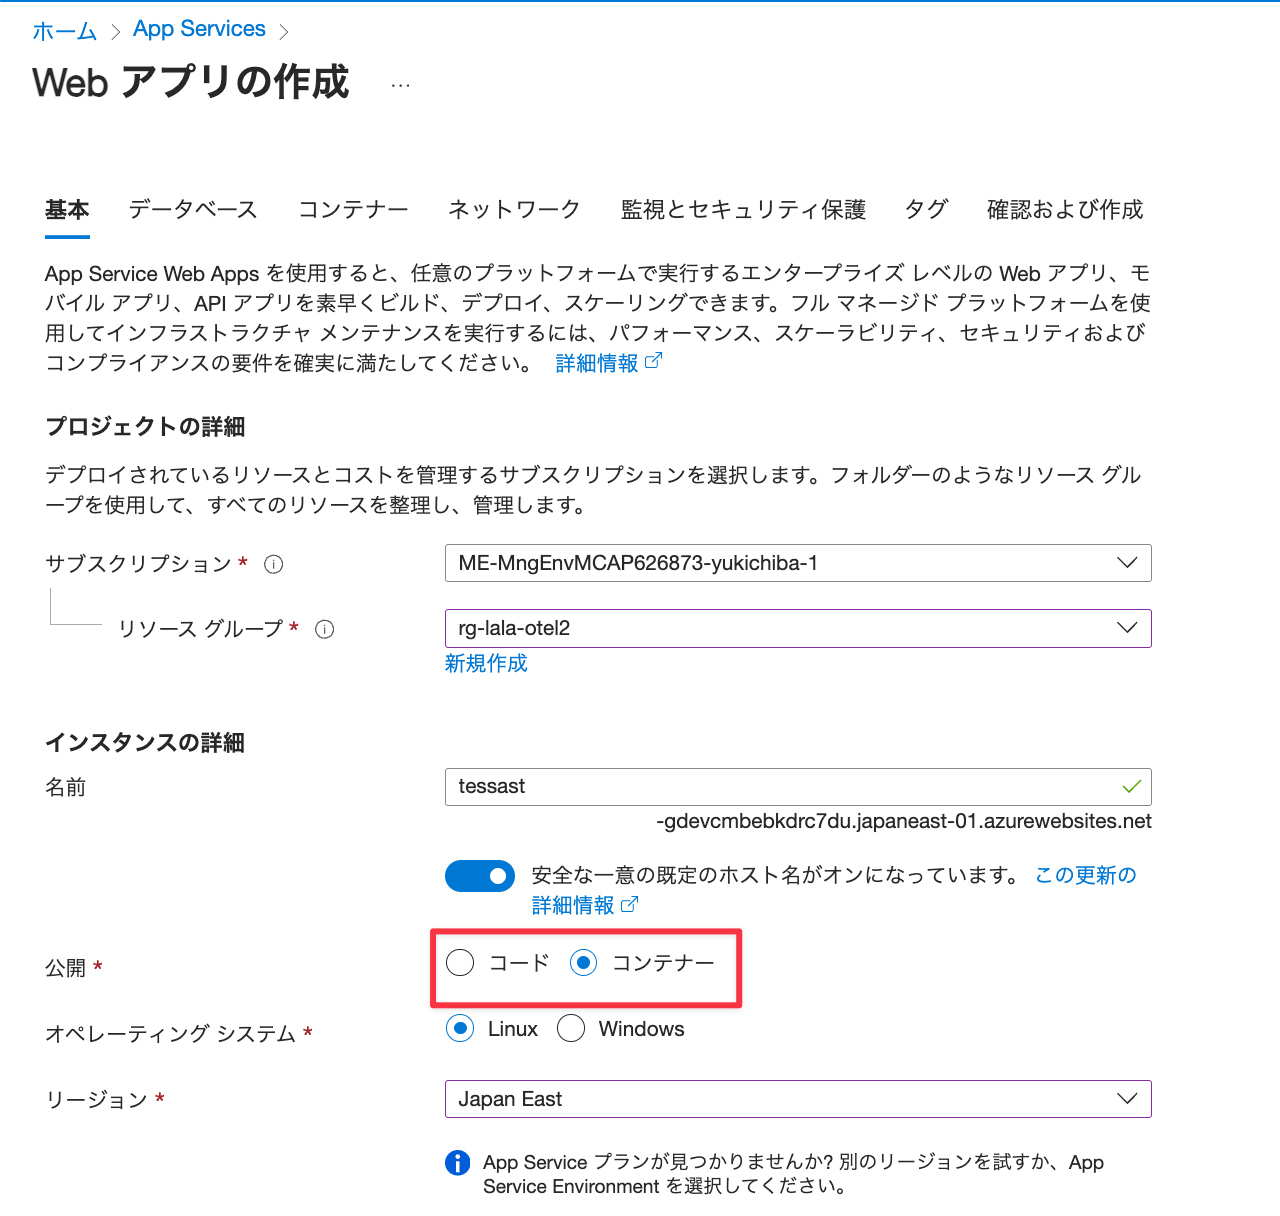 ホーム > App Services >
Web アプリの作成 …
基本 データベース コンテナー ネットワーク 監視とセキュリティ保護 タグ 確認および作成
App Service Web Apps を使用すると、任意のプラットフォームで実行するエンタープライズ レベルの Web アプリ、モ
バイル アプリ、API アプリを素早くビルド、デプロイ、スケーリングできます。フル マネージド プラットフォームを使
用してインフラストラクチャ メンテナンスを実行するには、パフォーマンス、スケーラビリティ、セキュリティおよび
コンプライアンスの要件を確実に満たしてください。 詳細情報
プロジェクトの詳細
デプロイされているリソースとコストを管理するサブスクリプションを選択します。フォルダーのようなリソース グル
ープを使用して、すべてのリソースを整理し、管理します。
サブスクリプション * ME-MngEnvMCAP626873-yukichiba-1
リソース グループ * rg-lala-otel2
新規作成
インスタンスの詳細
名前 tessast
-gdevcmbebkdrc7du.japaneast-01.azurewebsites.net
安全な一意の既定のホスト名がオンになっています。 この更新の
詳細情報
公開 * コード コンテナー
オペレーティング システム * Linux Windows
リージョン * Japan East
App Service プランが見つかりませんか? 別のリージョンを試すか、App
Service Environment を選択してください。